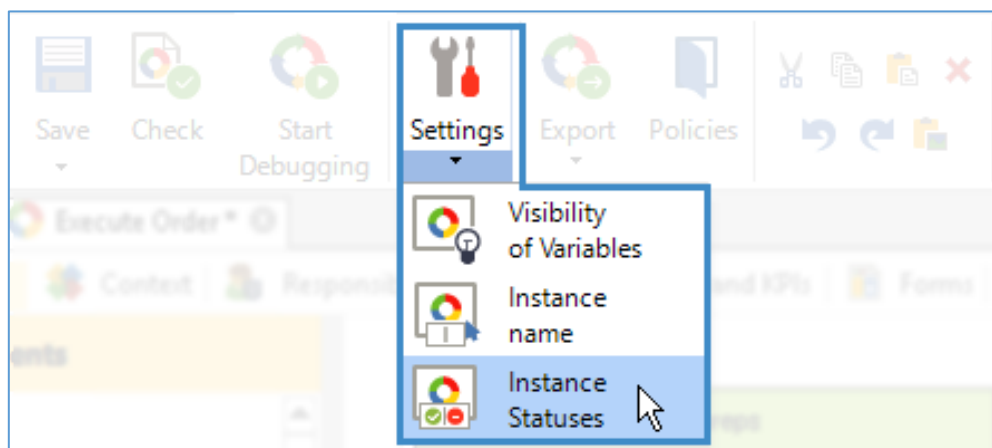 Save
Check
Start
Debugging
Settings
Export
Policies
Execute Order *
Context
Responsi
and KPIs
Forms
ents
Visibility
of Variables
Instance
name
Instance
Statuses